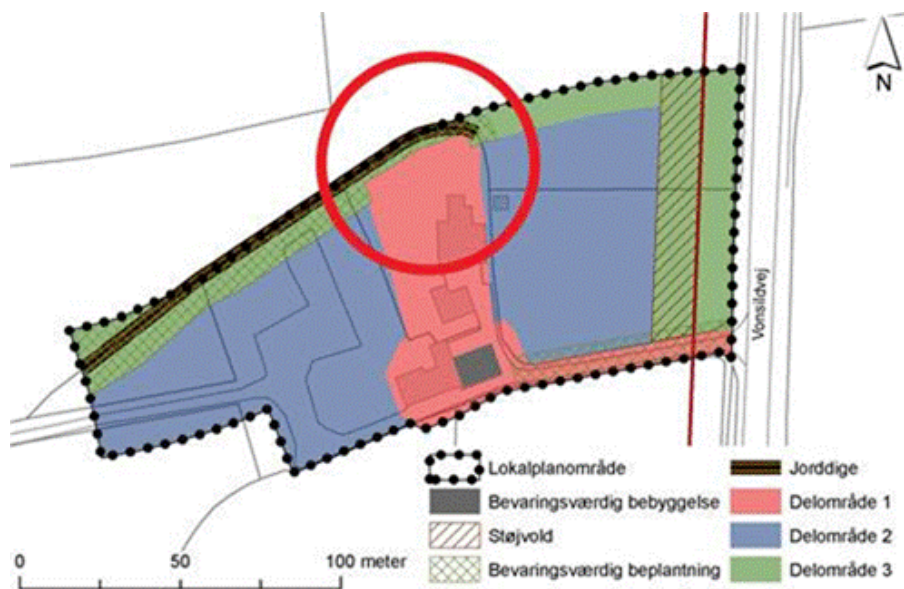 N
Vonsildvej
Lokalplanområde
Bevaringsværdig bebyggelse
Støjvold
Bevaringsværdig beplantning
Jorddige
Delområde 1
Delområde 2
Delområde 3
0 50 100 meter